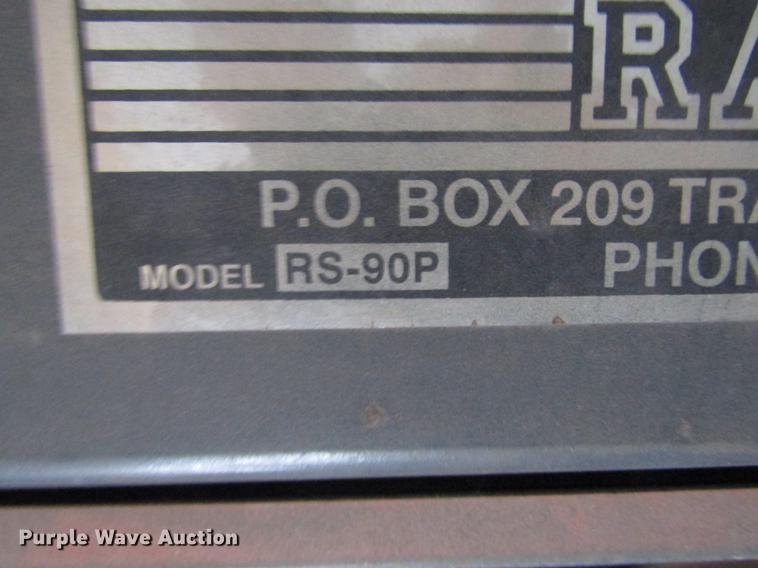 RA
P.O. BOX 209 TRA
MODEL RS-90P PHON
Purple Wave Auction